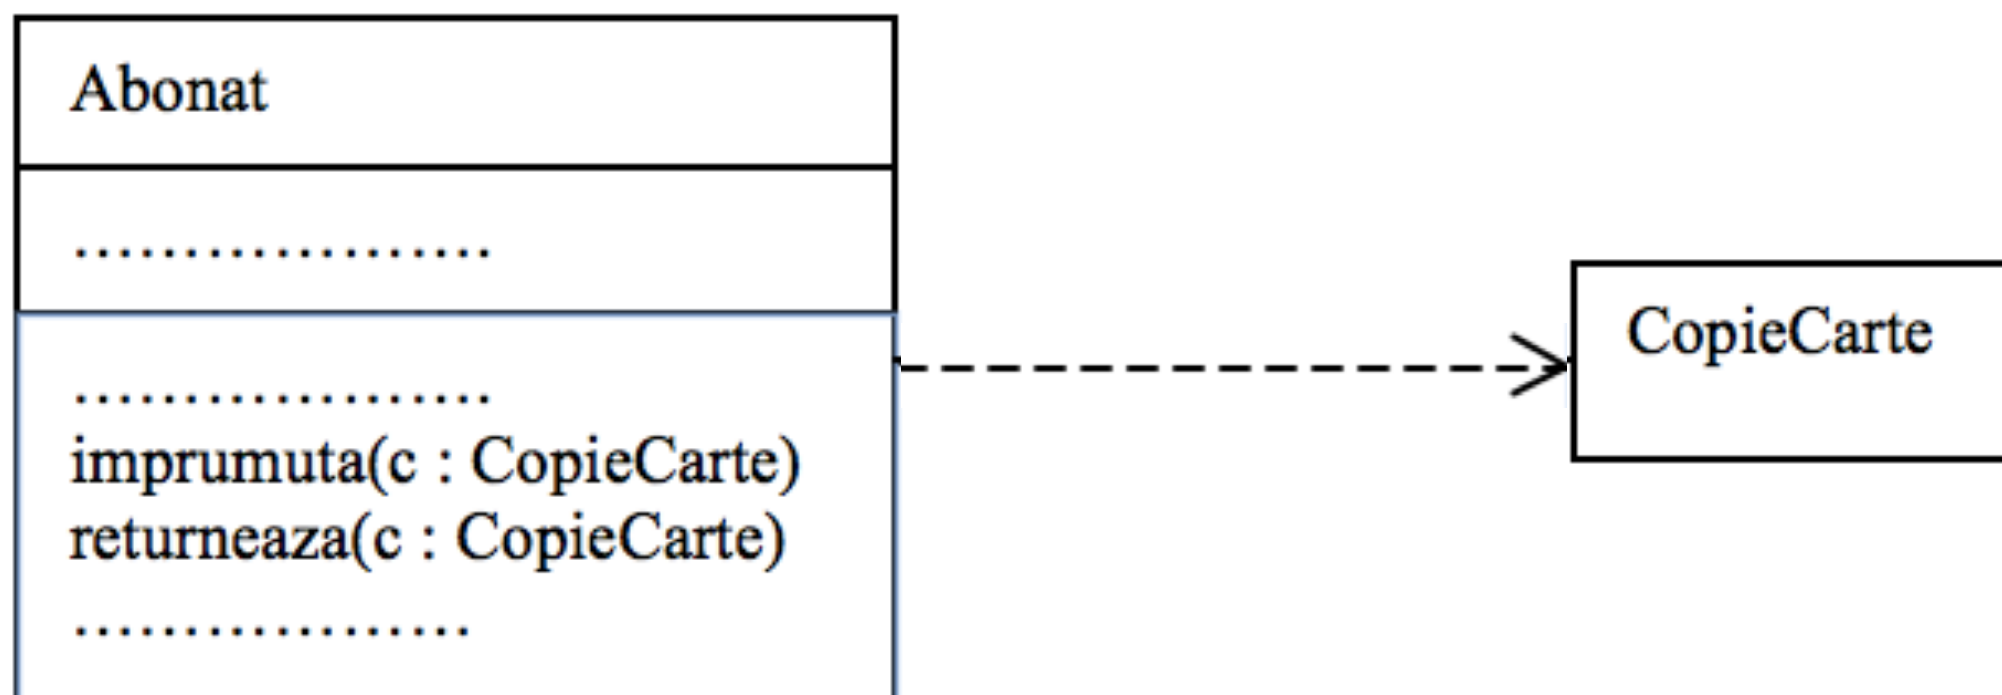 Abonat
...................
...................
imprumuta(c : CopieCarte)
returneaza(c : CopieCarte)
..................
CopieCarte